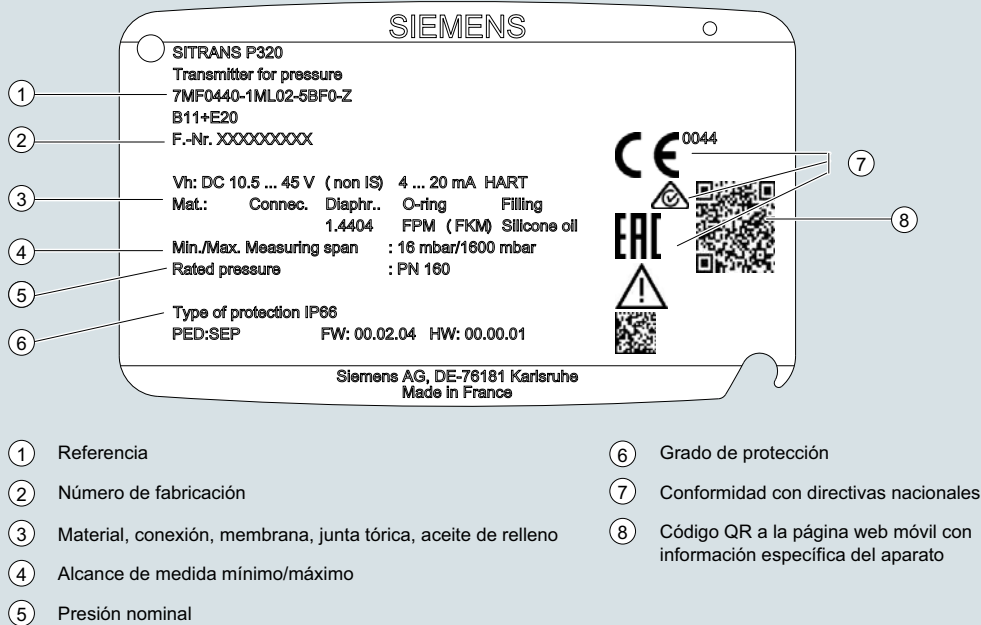 SIEMENS
SITRANS P320
Transmitter for pressure
1
7MF0440-1ML02-5BF0-Z
B11+E20
2
F.-Nr. XXXXXXXXX
0044
7
Vh: DC 10.5 ... 45 V ( non IS) 4 ... 20 mA HART
3
Mat.: Connec. Diaphr.. O-ring Filling
8
1.4404 FPM ( FKM) Silicone oil
EAC
4
Min./Max. Measuring span : 16 mbar/1600 mbar
5
Rated pressure : PN 160
Type of protection IP66
6
PED:SEP FW: 00.02.04 HW: 00.00.01
Siemens AG, DE-76181 Karlsruhe
Made in France
1 Referencia
2 Número de fabricación
3 Material, conexión, membrana, junta tórica, aceite de relleno
4 Alcance de medida mínimo/máximo
5 Presión nominal
6 Grado de protección
7 Conformidad con directivas nacionales
8 Código QR a la página web móvil con
información específica del aparato